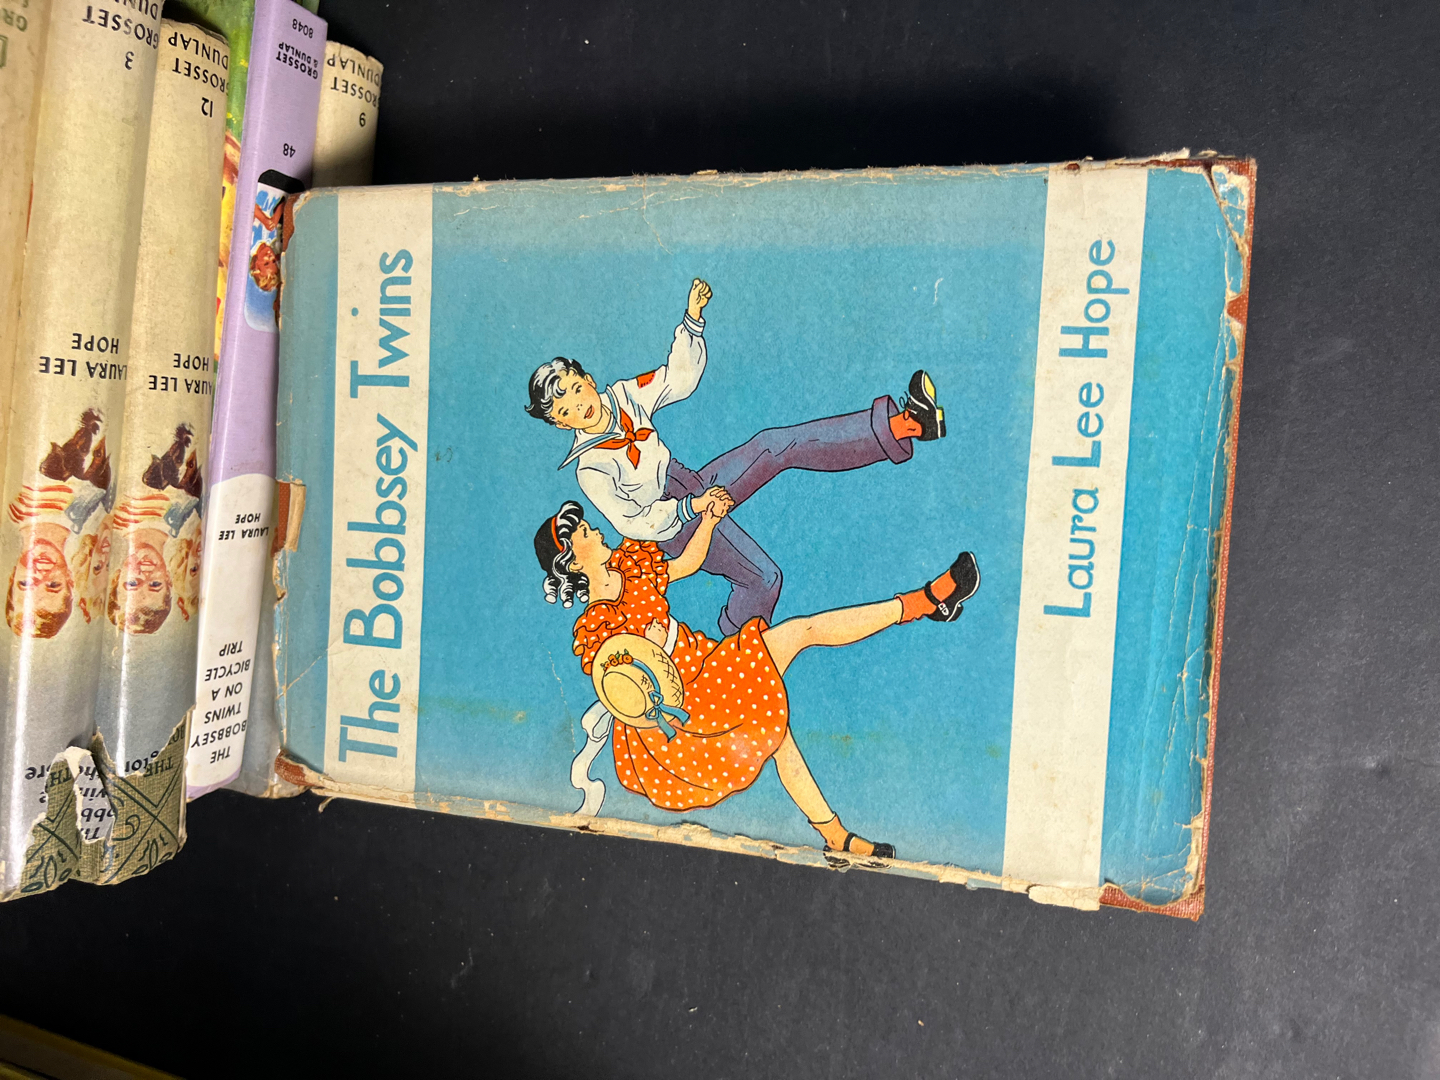 The Bobbsey Twins
Laura Lee Hope
GROSSET
DUNLAP
3
LAURA LEE
HOPE
GROSSET
DUNLAP
12
LAURA LEE
HOPE
THE
8048
GROSSET
& DUNLAP
48
LAURA LEE
HOPE
THE
BOBBSEY
TWINS
ON A
BICYCLE
TRIP
GROSSET
DUNLAP
9